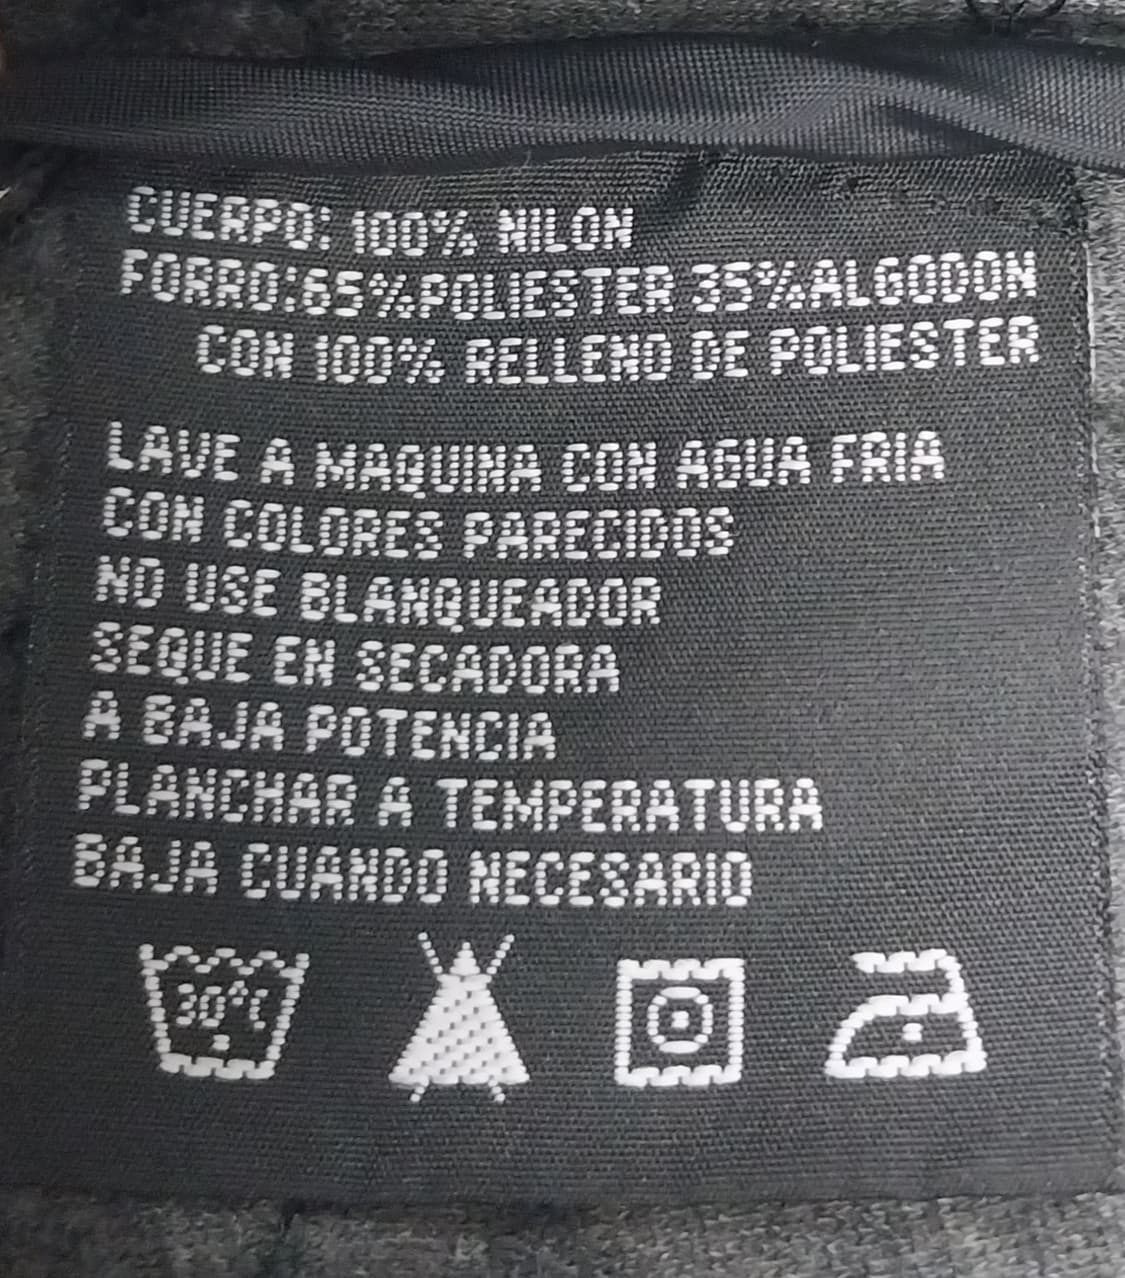 CUERPO: 100% NILON
FORRO:65%POLIESTER 35%ALGODON
CON 100% RELLENO DE POLIESTER
LAVE A MAQUINA CON AGUA FRIA
CON COLORES PARECIDOS
NO USE BLANQUEADOR
SEQUE EN SECADORA
A BAJA POTENCIA
PLANCHAR A TEMPERATURA
BAJA CUANDO NECESARIO
30°C